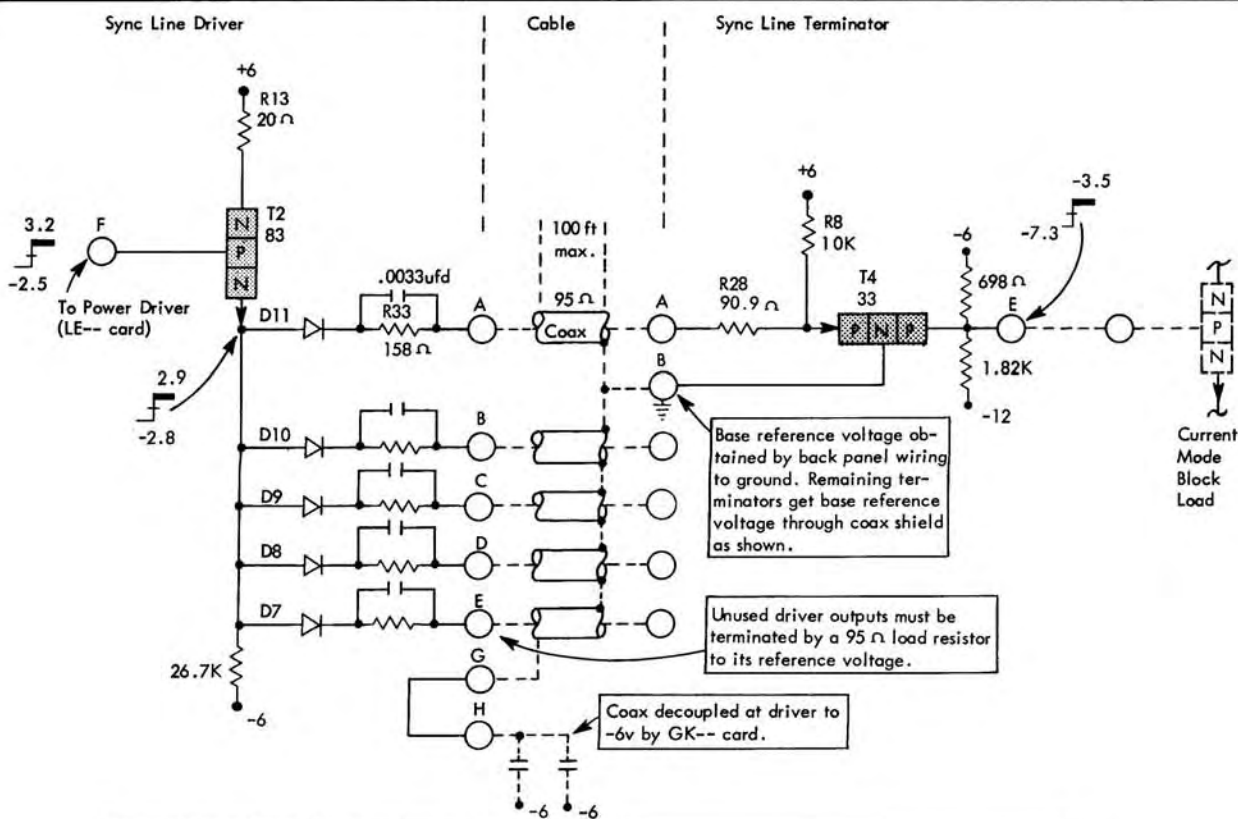 Sync Line Driver
Cable
Sync Line Terminator
+6
R13
20 Ω
F
3.2
-2.5
To Power Driver
(LE-- card)
N
P
N
T2
83
2.9
-2.8
D11
.0033ufd
R33
158 Ω
A
100 ft
max.
95 Ω
Coax
A
R28
90.9 Ω
+6
R8
10K
T4
33
P N P
-6
698 Ω
E
1.82K
-12
-3.5
-7.3
N
P
N
Current
Mode
Block
Load
B
Base reference voltage ob-
tained by back panel wiring
to ground. Remaining ter-
minators get base reference
voltage through coax shield
as shown.
D10
B
D9
C
D8
D
D7
E
Unused driver outputs must be
terminated by a 95 Ω load resistor
to its reference voltage.
26.7K
-6
G
H
Coax decoupled at driver to
-6v by GK-- card.
-6
-6